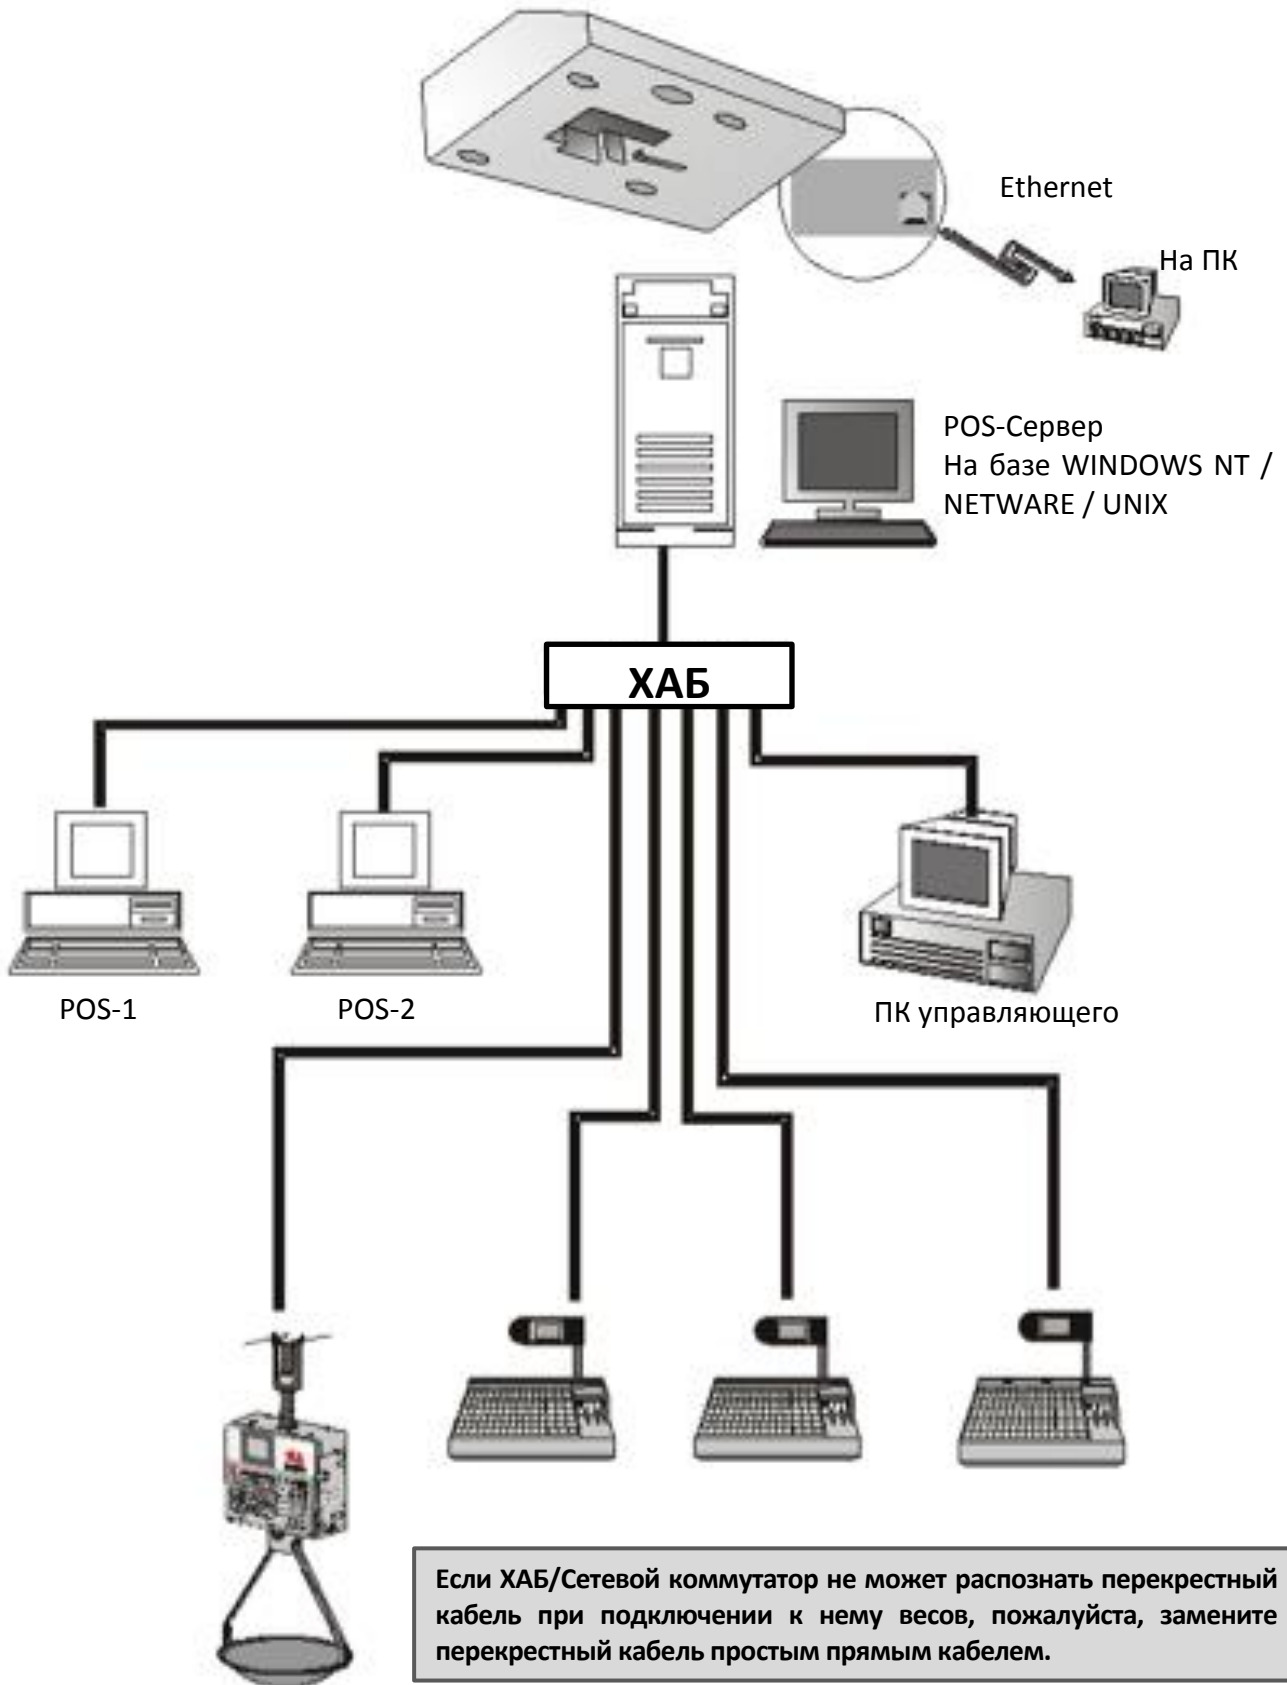 Ethernet
На ПК
POS-Сервер
На базе WINDOWS NT /
NETWARE / UNIX
ХАБ
POS-1
POS-2
ПК управляющего
Если ХАБ/Сетевой коммутатор не может распознать перекрестный
кабель при подключении к нему весов, пожалуйста, замените
перекрестный кабель простым прямым кабелем.